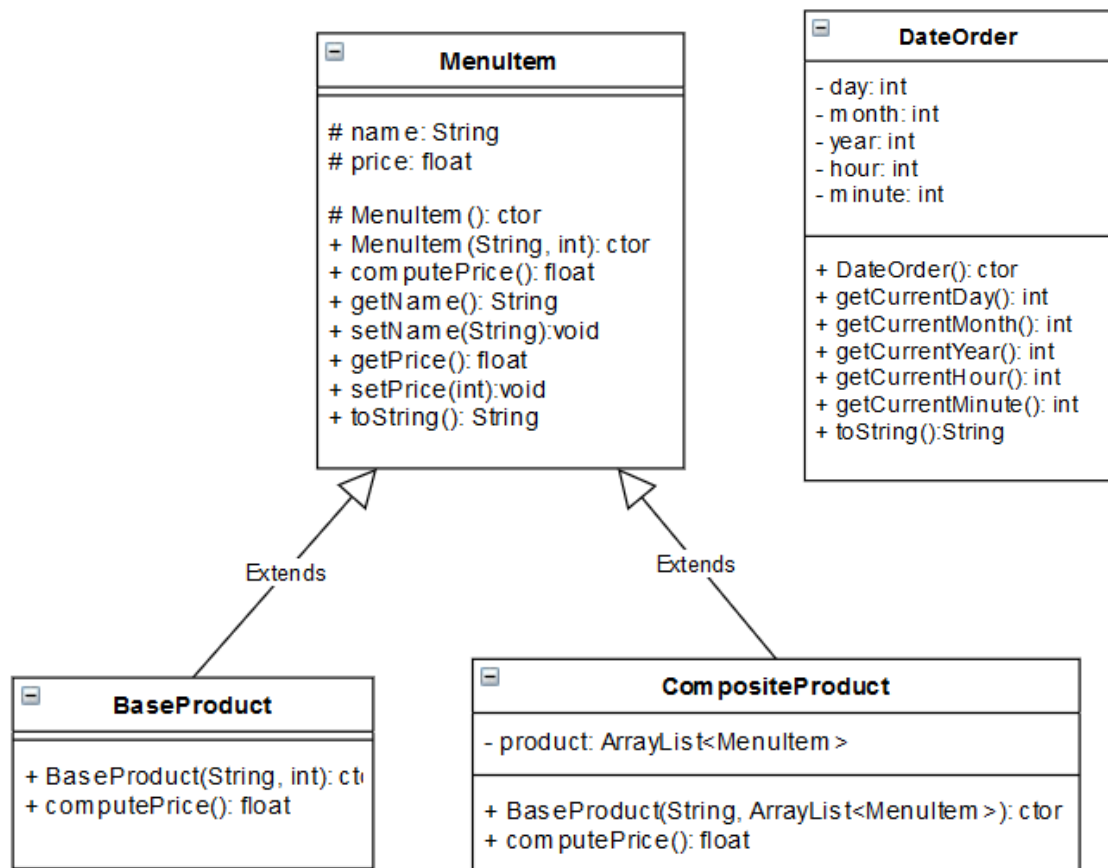 MenuItem
# name: String
# price: float
# MenuItem(): ctor
+ MenuItem(String, int): ctor
+ computePrice(): float
+ getName(): String
+ setName(String):void
+ getPrice(): float
+ setPrice(int):void
+ toString(): String
DateOrder
- day: int
- month: int
- year: int
- hour: int
- minute: int
+ DateOrder(): ctor
+ getCurrentDay(): int
+ getCurrentMonth(): int
+ getCurrentYear(): int
+ getCurrentHour(): int
+ getCurrentMinute(): int
+ toString():String
Extends
Extends
BaseProduct
+ BaseProduct(String, int): cto
+ computePrice(): float
CompositeProduct
- product: ArrayList<MenuItem>
+ BaseProduct(String, ArrayList<MenuItem>): ctor
+ computePrice(): float